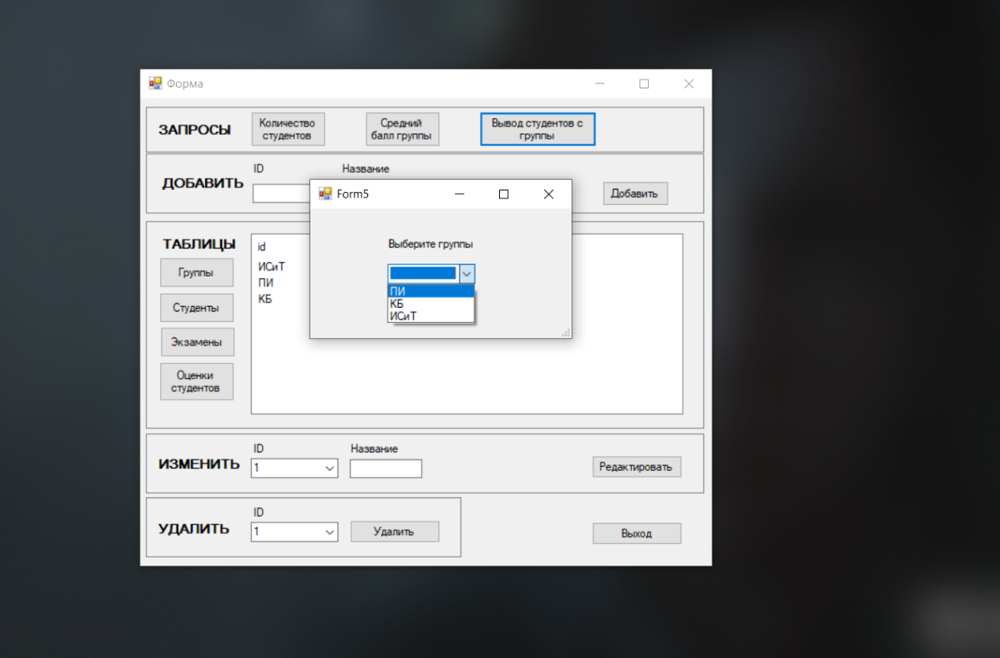 Форма
ЗАПРОСЫ
Количество
студентов
Средний
балл группы
Вывод студентов с
группы
ДОБАВИТЬ
ID
Название
Добавить
Form5
Выберите группы
ПИ
КБ
ИСиТ
ТАБЛИЦЫ
Группы
Студенты
Экзамены
Оценки
студентов
id
ИСиТ
ПИ
КБ
ИЗМЕНИТЬ
ID
Название
1
Редактировать
УДАЛИТЬ
ID
1
Удалить
Выход